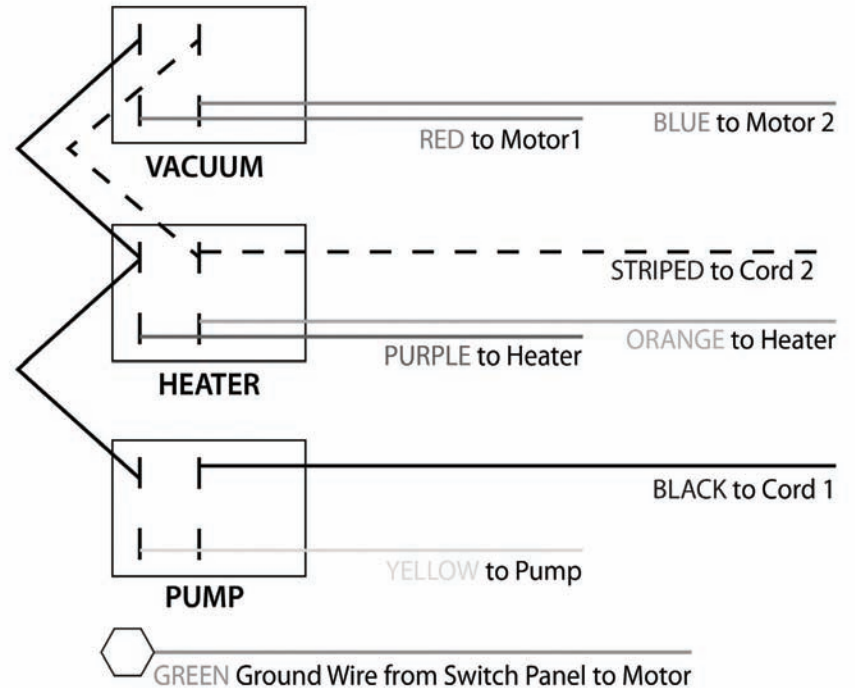 RED to Motor1
BLUE to Motor 2
VACUUM
STRIPED to Cord 2
PURPLE to Heater
ORANGE to Heater
HEATER
BLACK to Cord 1
YELLOW to Pump
PUMP
GREEN Ground Wire from Switch Panel to Motor